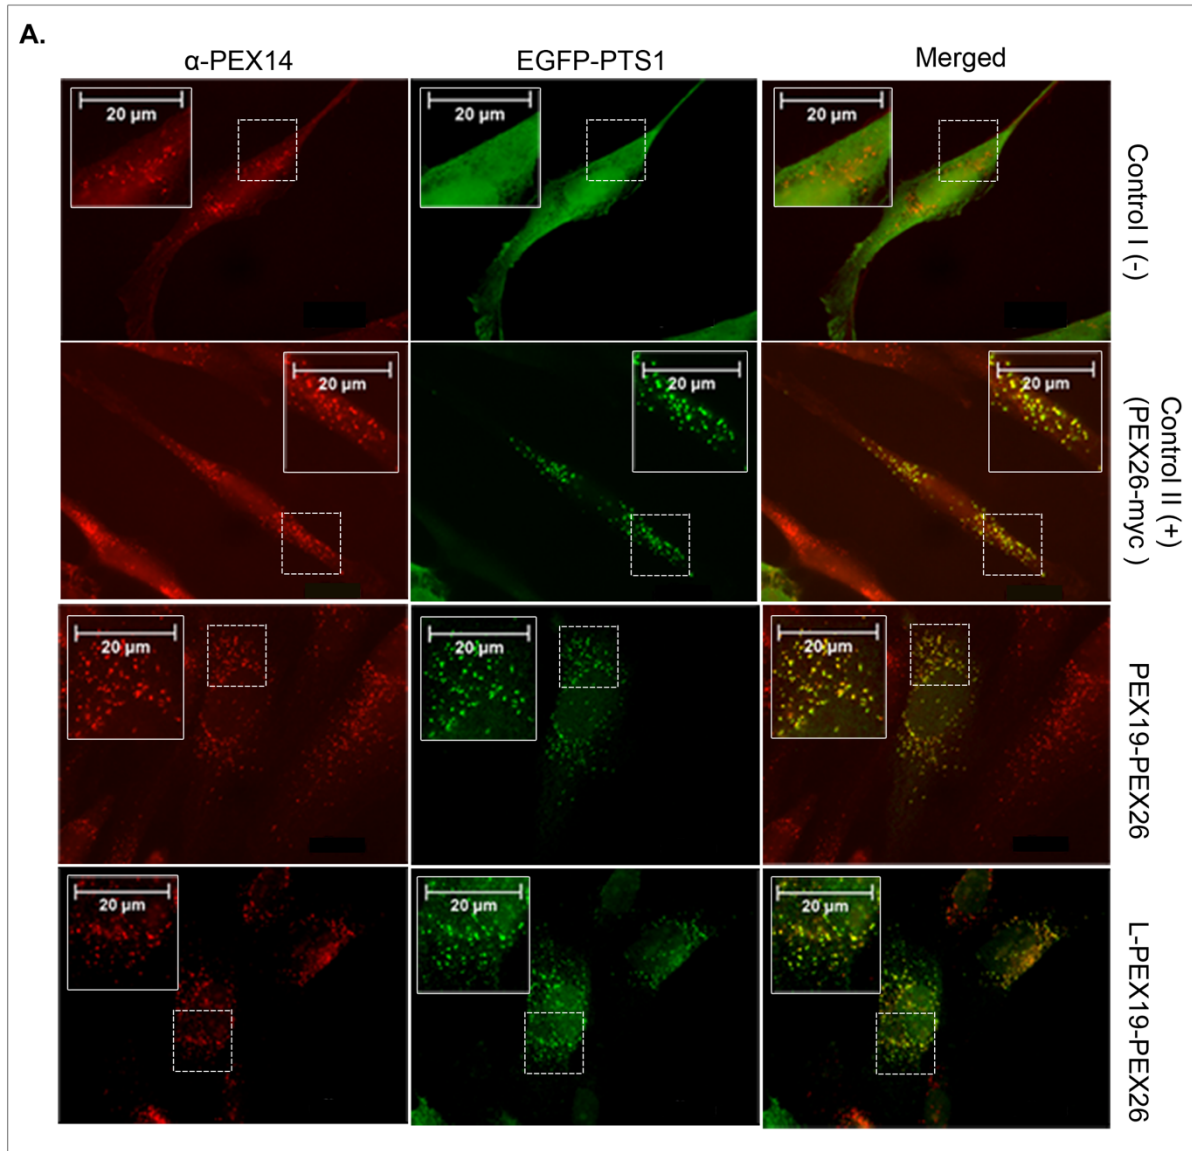 A.
α-PEX14
EGFP-PTS1
Merged
20 µm
20 µm
20 µm
Control I (-)
20 µm
20 µm
20 µm
Control II (+)
(PEX26-myc )
20 µm
20 µm
20 µm
PEX19-PEX26
20 µm
20 µm
20 µm
L-PEX19-PEX26